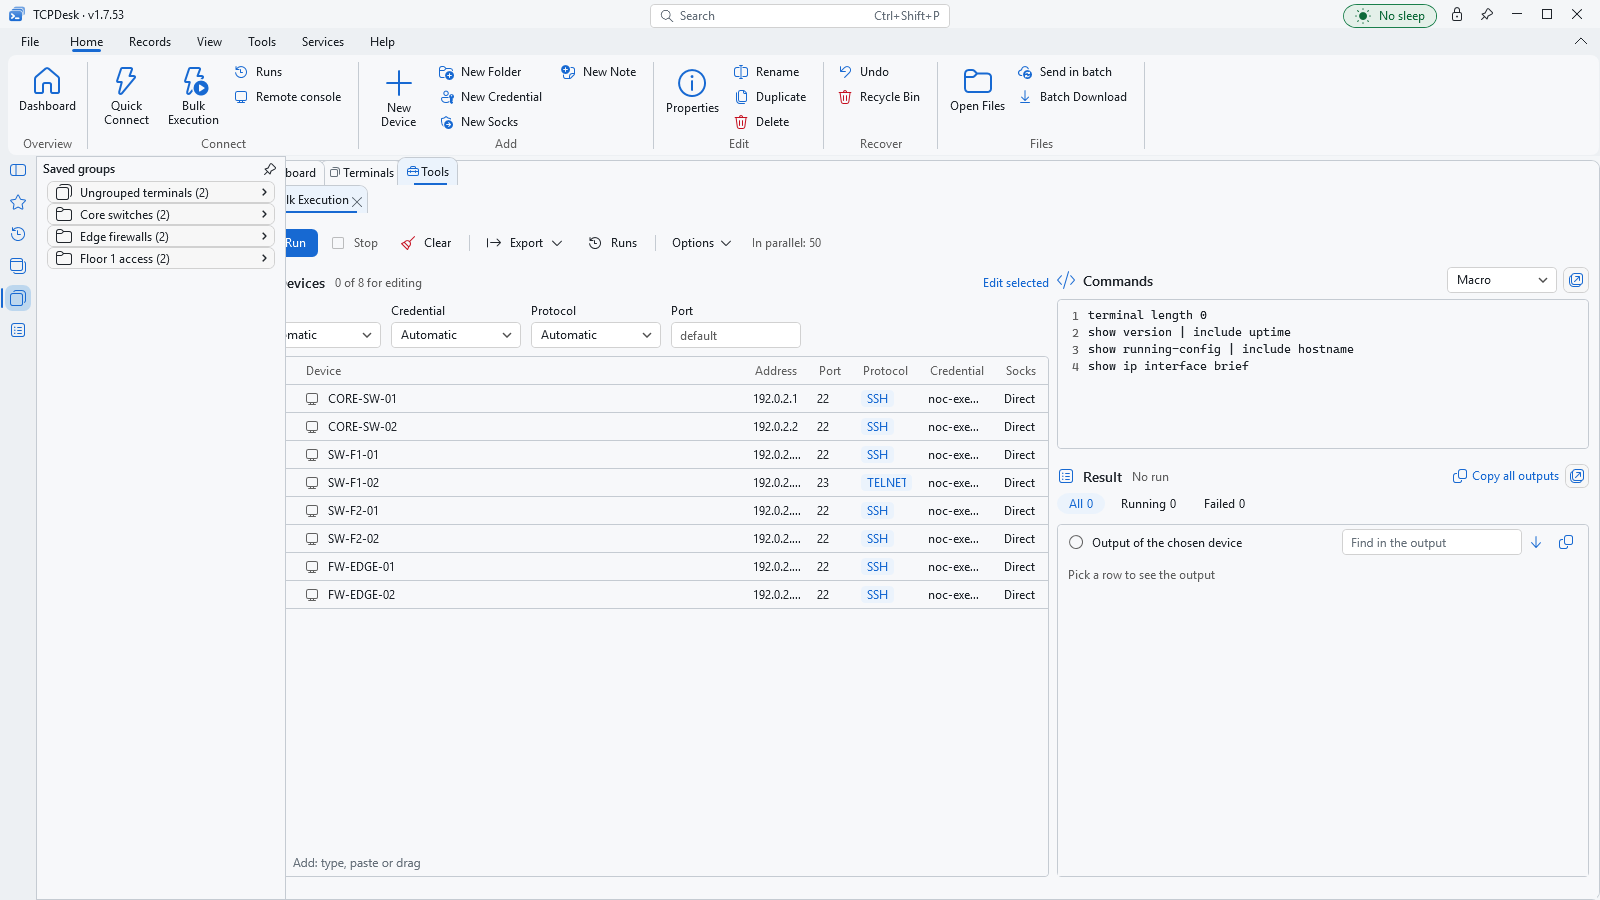 TCPDesk · v1.7.53
Search Ctrl+Shift+P
No sleep
File Home Records View Tools Services Help
Dashboard
Overview
Quick Connect
Bulk Execution
Runs
Remote console
Connect
New Device
New Folder
New Credential
New Socks
New Note
Add
Properties
Rename
Duplicate
Delete
Edit
Undo
Recycle Bin
Recover
Open Files
Send in batch
Batch Download
Files
Saved groups
Ungrouped terminals (2)
Core switches (2)
Edge firewalls (2)
Floor 1 access (2)
board Terminals Tools
lk Execution
Run Stop Clear Export Runs Options In parallel: 50
evices 0 of 8 for editing Edit selected
Credential Protocol Port
matic Automatic Automatic default
Device Address Port Protocol Credential Socks
CORE-SW-01 192.0.2.1 22 SSH noc-exe... Direct
CORE-SW-02 192.0.2.2 22 SSH noc-exe... Direct
SW-F1-01 192.0.2.... 22 SSH noc-exe... Direct
SW-F1-02 192.0.2.... 23 TELNET noc-exe... Direct
SW-F2-01 192.0.2.... 22 SSH noc-exe... Direct
SW-F2-02 192.0.2.... 22 SSH noc-exe... Direct
FW-EDGE-01 192.0.2.... 22 SSH noc-exe... Direct
FW-EDGE-02 192.0.2.... 22 SSH noc-exe... Direct
Add: type, paste or drag
Commands Macro
1 terminal length 0
2 show version | include uptime
3 show running-config | include hostname
4 show ip interface brief
Result No run Copy all outputs
All 0 Running 0 Failed 0
Output of the chosen device Find in the output
Pick a row to see the output